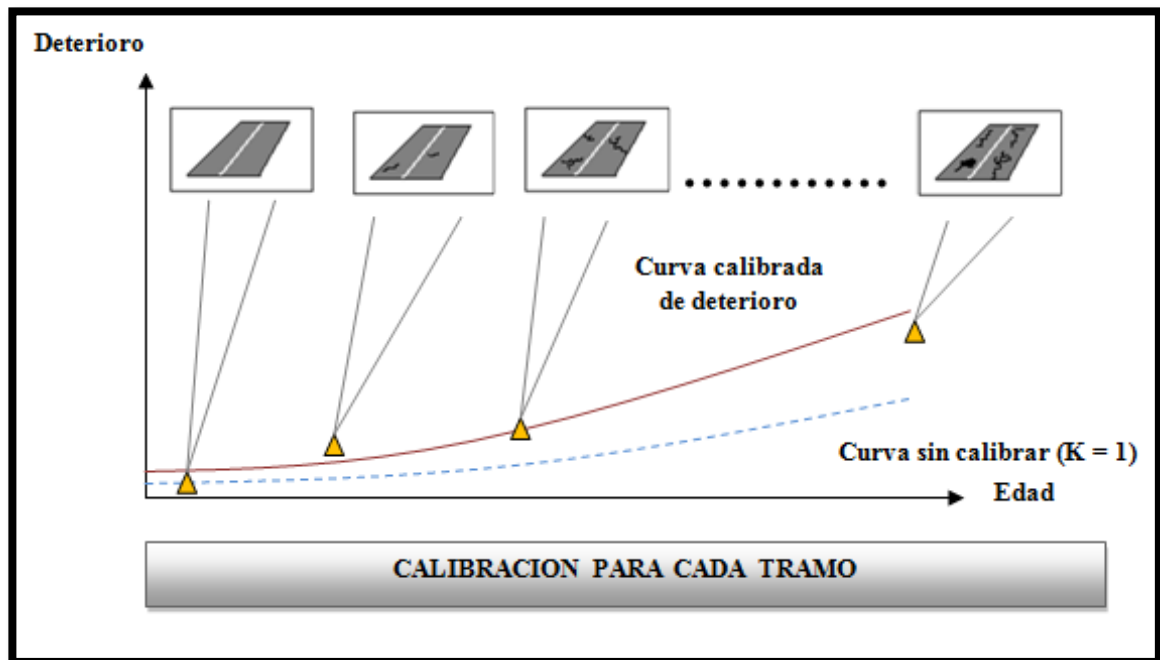 Deterioro
Curva calibrada
de deterioro
Curva sin calibrar (K = 1)
Edad
CALIBRACION PARA CADA TRAMO